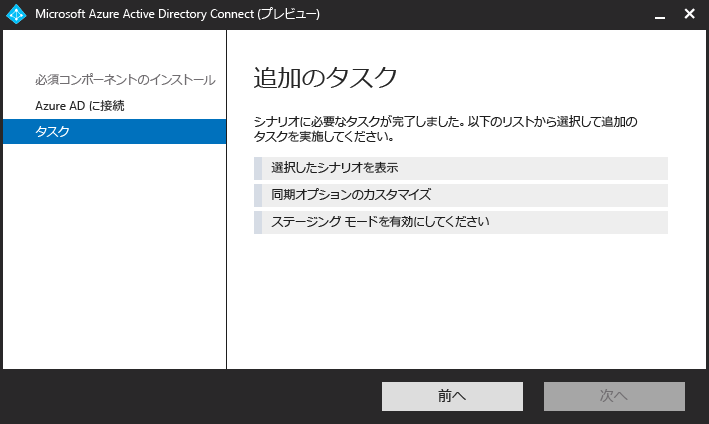 Microsoft Azure Active Directory Connect (プレビュー)
必須コンポーネントのインストール
Azure AD に接続
タスク
追加のタスク
シナリオに必要なタスクが完了しました。以下のリストから選択して追加の
タスクを実施してください。
選択したシナリオを表示
同期オプションのカスタマイズ
ステージング モードを有効にしてください
前へ
次へ